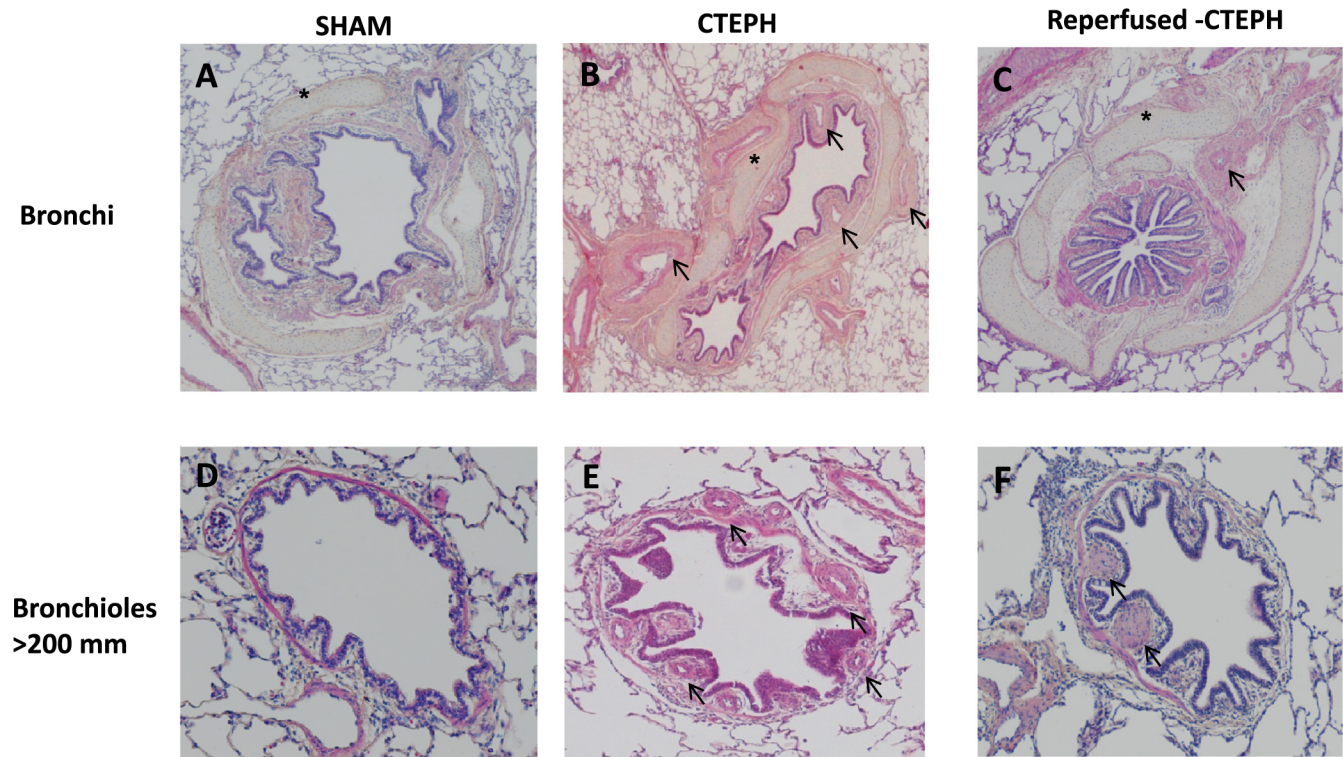 SHAM
CTEPH
Reperfused -CTEPH
A
*
B
*
C
*
Bronchi
D
E
F
Bronchioles
>200 mm